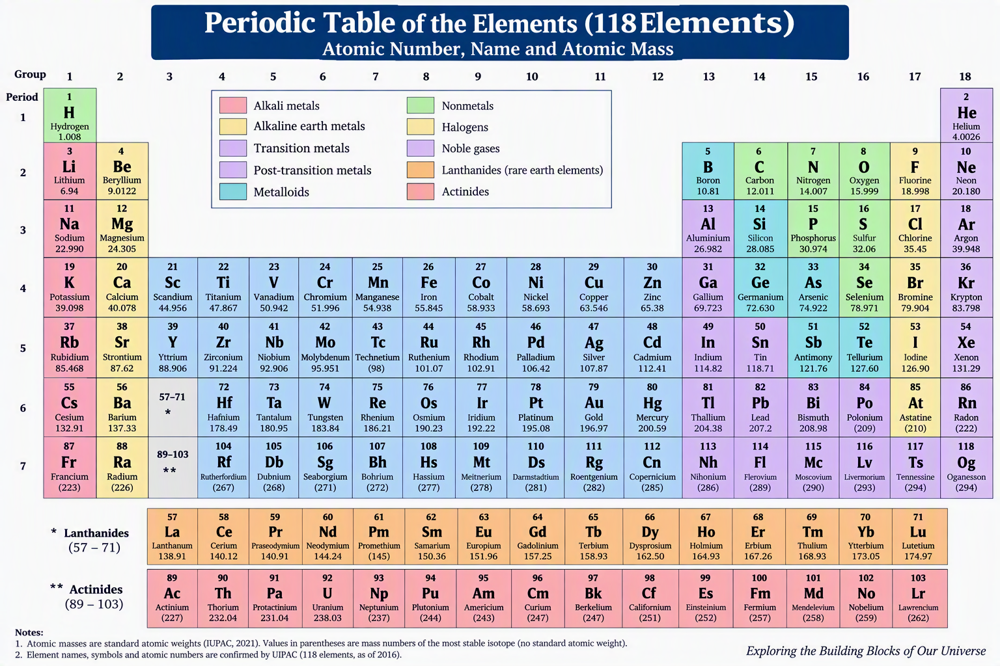 Periodic Table of the Elements (118 Elements)
Atomic Number, Name and Atomic Mass
Group 1 2 3 4 5 6 7 8 9 10 11 12 13 14 15 16 17 18
Period
Alkali metals
Alkaline earth metals
Transition metals
Post-transition metals
Metalloids
Nonmetals
Halogens
Noble gases
Lanthanides (rare earth elements)
Actinides
1
1 2
H He
Hydrogen Helium
1.008 4.0026
2
3 4 5 6 7 8 9 10
Li Be B C N O F Ne
Lithium Beryllium Boron Carbon Nitrogen Oxygen Fluorine Neon
6.94 9.0122 10.81 12.011 14.007 15.999 18.998 20.180
3
11 12 13 14 15 16 17 18
Na Mg Al Si P S Cl Ar
Sodium Magnesium Aluminium Silicon Phosphorus Sulfur Chlorine Argon
22.990 24.305 26.982 28.085 30.974 32.06 35.45 39.948
4
19 20 21 22 23 24 25 26 27 28 29 30 31 32 33 34 35 36
K Ca Sc Ti V Cr Mn Fe Co Ni Cu Zn Ga Ge As Se Br Kr
Potassium Calcium Scandium Titanium Vanadium Chromium Manganese Iron Cobalt Nickel Copper Zinc Gallium Germanium Arsenic Selenium Bromine Krypton
39.098 40.078 44.956 47.867 50.942 51.996 54.938 55.845 58.933 58.693 63.546 65.38 69.723 72.630 74.922 78.971 79.904 83.798
5
37 38 39 40 41 42 43 44 45 46 47 48 49 50 51 52 53 54
Rb Sr Y Zr Nb Mo Tc Ru Rh Pd Ag Cd In Sn Sb Te I Xe
Rubidium Strontium Yttrium Zirconium Niobium Molybdenum Technetium Ruthenium Rhodium Palladium Silver Cadmium Indium Tin Antimony Tellurium Iodine Xenon
85.468 87.62 88.906 91.224 92.906 95.951 (98) 101.07 102.91 106.42 107.87 112.41 114.82 118.71 121.76 127.60 126.90 131.29
6
55 56 57–71 72 73 74 75 76 77 78 79 80 81 82 83 84 85 86
Cs Ba * Hf Ta W Re Os Ir Pt Au Hg Tl Pb Bi Po At Rn
Cesium Barium Hafnium Tantalum Tungsten Rhenium Osmium Iridium Platinum Gold Mercury Thallium Lead Bismuth Polonium Astatine Radon
132.91 137.33 178.49 180.95 183.84 186.21 190.23 192.22 195.08 196.97 200.59 204.38 207.2 208.98 (209) (210) (222)
7
87 88 89–103 104 105 106 107 108 109 110 111 112 113 114 115 116 117 118
Fr Ra ** Rf Db Sg Bh Hs Mt Ds Rg Cn Nh Fl Mc Lv Ts Og
Francium Radium Rutherfordium Dubnium Seaborgium Bohrium Hassium Meitnerium Darmstadtium Roentgenium Copernicium Nihonium Flerovium Moscovium Livermorium Tennessine Oganesson
(223) (226) (267) (268) (271) (272) (277) (278) (281) (282) (285) (286) (289) (290) (293) (294) (294)
* Lanthanides
(57 – 71)
57 58 59 60 61 62 63 64 65 66 67 68 69 70 71
La Ce Pr Nd Pm Sm Eu Gd Tb Dy Ho Er Tm Yb Lu
Lanthanum Cerium Praseodymium Neodymium Promethium Samarium Europium Gadolinium Terbium Dysprosium Holmium Erbium Thulium Ytterbium Lutetium
138.91 140.12 140.91 144.24 (145) 150.36 151.96 157.25 158.93 162.50 164.93 167.26 168.93 173.05 174.97
** Actinides
(89 – 103)
89 90 91 92 93 94 95 96 97 98 99 100 101 102 103
Ac Th Pa U Np Pu Am Cm Bk Cf Es Fm Md No Lr
Actinium Thorium Protactinium Uranium Neptunium Plutonium Americium Curium Berkelium Californium Einsteinium Fermium Mendelevium Nobelium Lawrencium
(227) 232.04 231.04 238.03 (237) (244) (243) (247) (247) (251) (252) (257) (258) (259) (262)
Notes:
1. Atomic masses are standard atomic weights (IUPAC, 2021). Values in parentheses are mass numbers of the most stable isotope (no standard atomic weight).
2. Element names, symbols and atomic numbers are confirmed by UIPAC (118 elements, as of 2016).
Exploring the Building Blocks of Our Universe